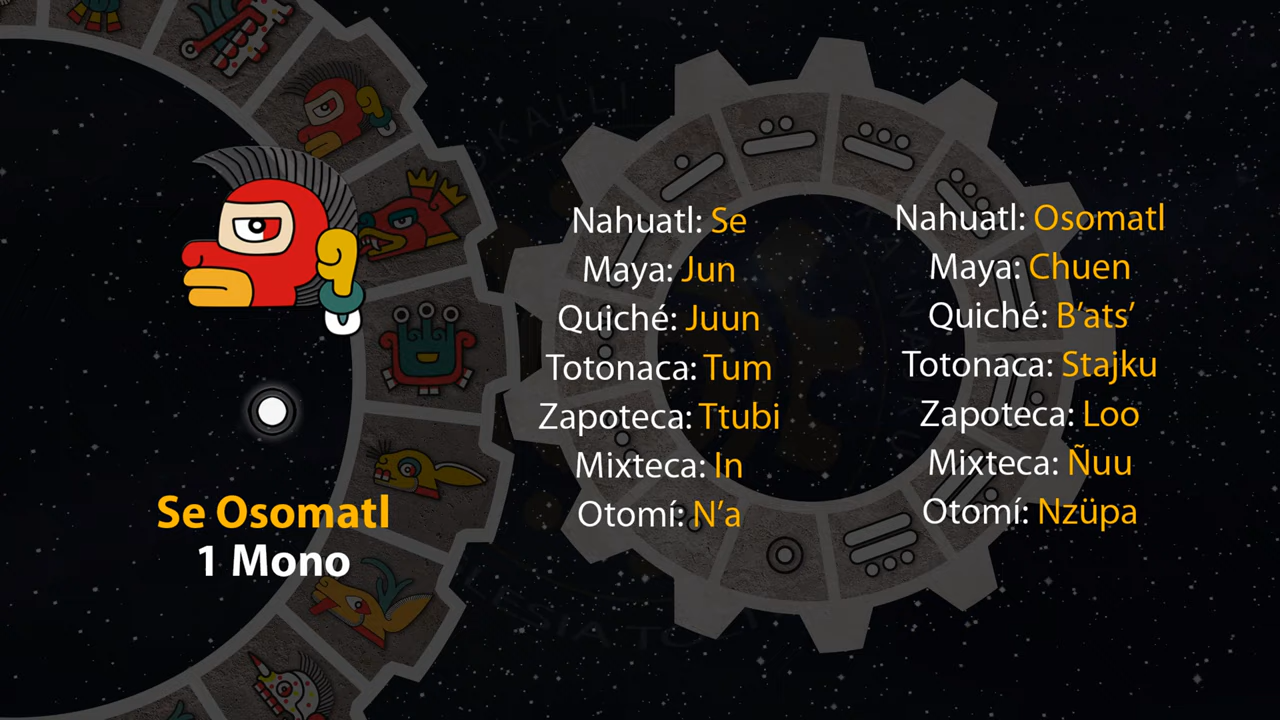 Nahuatl: Se
Maya: Jun
Quiché: Juun
Totonaca: Tum
Zapoteca: Ttubi
Mixteca: In
Otomí: N’a
Nahuatl: Osomatl
Maya: Chuen
Quiché: B’ats’
Totonaca: Stajku
Zapoteca: Loo
Mixteca: Ñuu
Otomí: Nzüpa
Se Osomatl
1 Mono